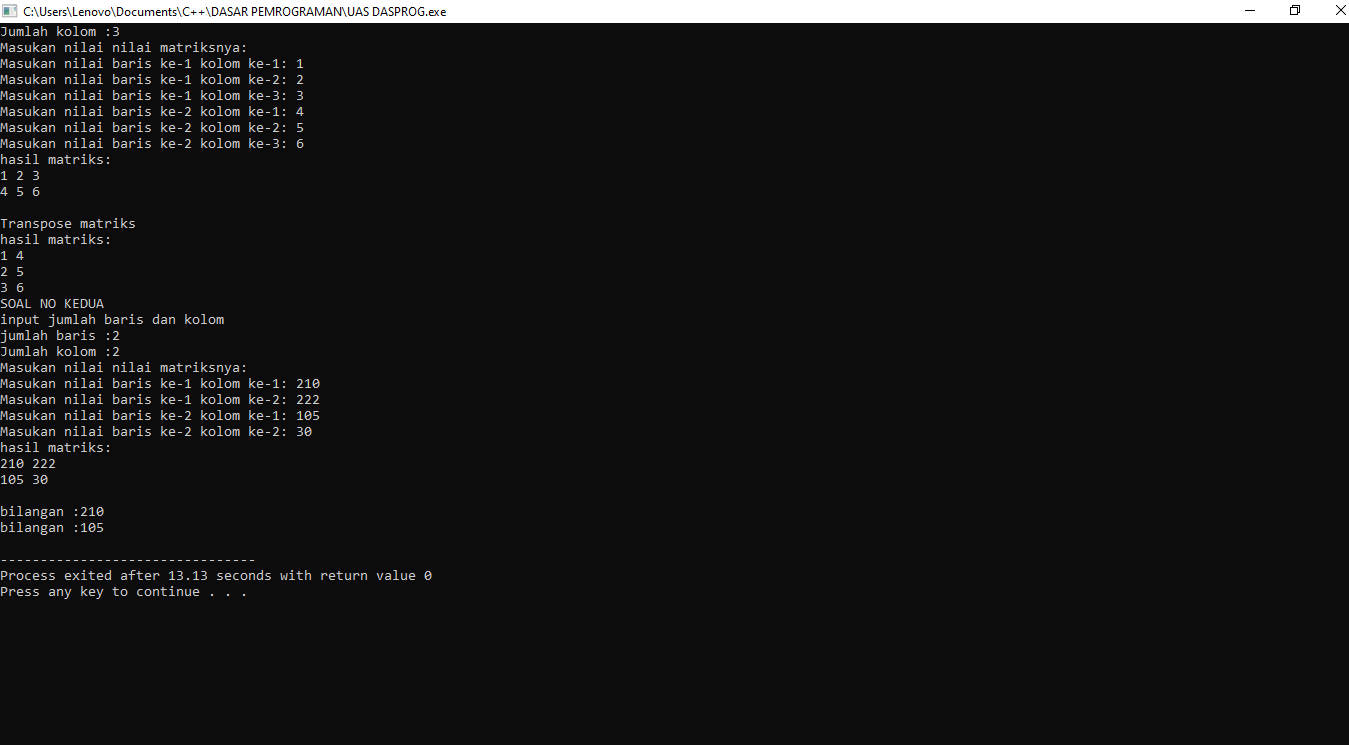 C:\Users\Lenovo\Documents\C++\DASAR PEMROGRAMAN\UAS DASPROG.exe
Jumlah kolom :3
Masukan nilai nilai matriksnya:
Masukan nilai baris ke-1 kolom ke-1: 1
Masukan nilai baris ke-1 kolom ke-2: 2
Masukan nilai baris ke-1 kolom ke-3: 3
Masukan nilai baris ke-2 kolom ke-1: 4
Masukan nilai baris ke-2 kolom ke-2: 5
Masukan nilai baris ke-2 kolom ke-3: 6
hasil matriks:
1 2 3
4 5 6
Transpose matriks
hasil matriks:
1 4
2 5
3 6
SOAL NO KEDUA
input jumlah baris dan kolom
jumlah baris :2
Jumlah kolom :2
Masukan nilai nilai matriksnya:
Masukan nilai baris ke-1 kolom ke-1: 210
Masukan nilai baris ke-1 kolom ke-2: 222
Masukan nilai baris ke-2 kolom ke-1: 105
Masukan nilai baris ke-2 kolom ke-2: 30
hasil matriks:
210 222
105 30
bilangan :210
bilangan :105
--------------------------------
Process exited after 13.13 seconds with return value 0
Press any key to continue . . .